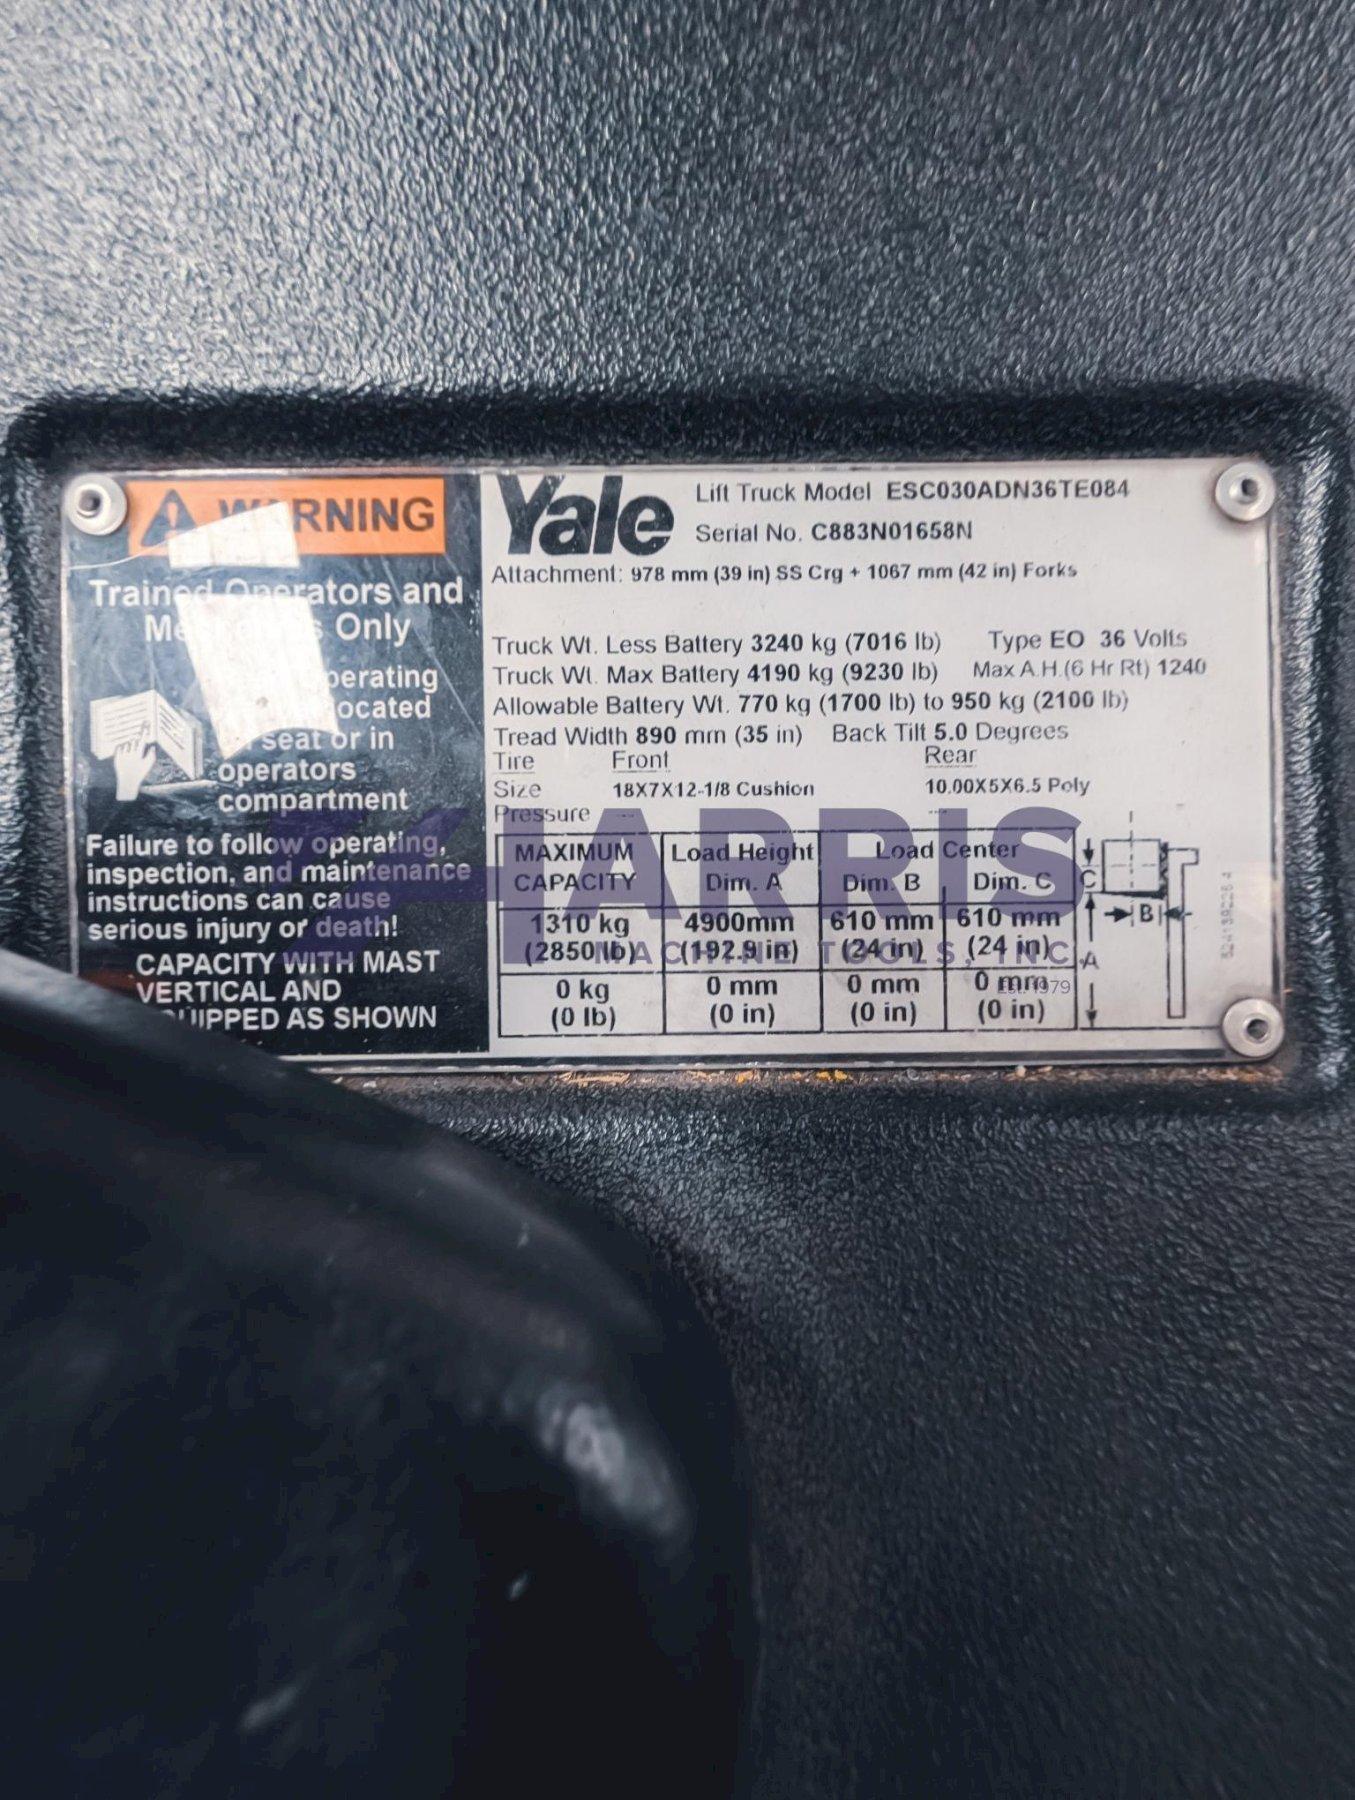 WARNING
Trained Operators and
Only
operating
located
seat or in
operators
compartment
Failure to follow operating,
inspection, and maintenance
instructions can cause
serious injury or death!
CAPACITY WITH MAST
VERTICAL AND
EQUIPPED AS SHOWN
Yale
Lift Truck Model ESC030ADN36TE084
Serial No. C883N01658N
Attachment: 978 mm (39 in) SS Crg + 1067 mm (42 in) Forks
Truck Wt. Less Battery 3240 kg (7016 lb) Type EO 36 Volts
Truck Wt. Max Battery 4190 kg (9230 lb) Max A.H.(6 Hr Rt) 1240
Allowable Battery Wt. 770 kg (1700 lb) to 950 kg (2100 lb)
Tread Width 890 mm (35 in) Back Tilt 5.0 Degrees
Tire Front Rear
Size 18X7X12-1/8 Cushion 10.00X5X6.5 Poly
Pressure --- ---
MAXIMUM CAPACITY Load Height Dim. A Load Center Dim. B Dim. C
1310 kg 4900mm 610 mm 610 mm
(2850 lb) (192.9 in) (24 in) (24 in)
0 kg 0 mm 0 mm 0 mm
(0 lb) (0 in) (0 in) (0 in)
C
B
A
HARRIS
MACHINE TOOLS, INC.
Est. 1979